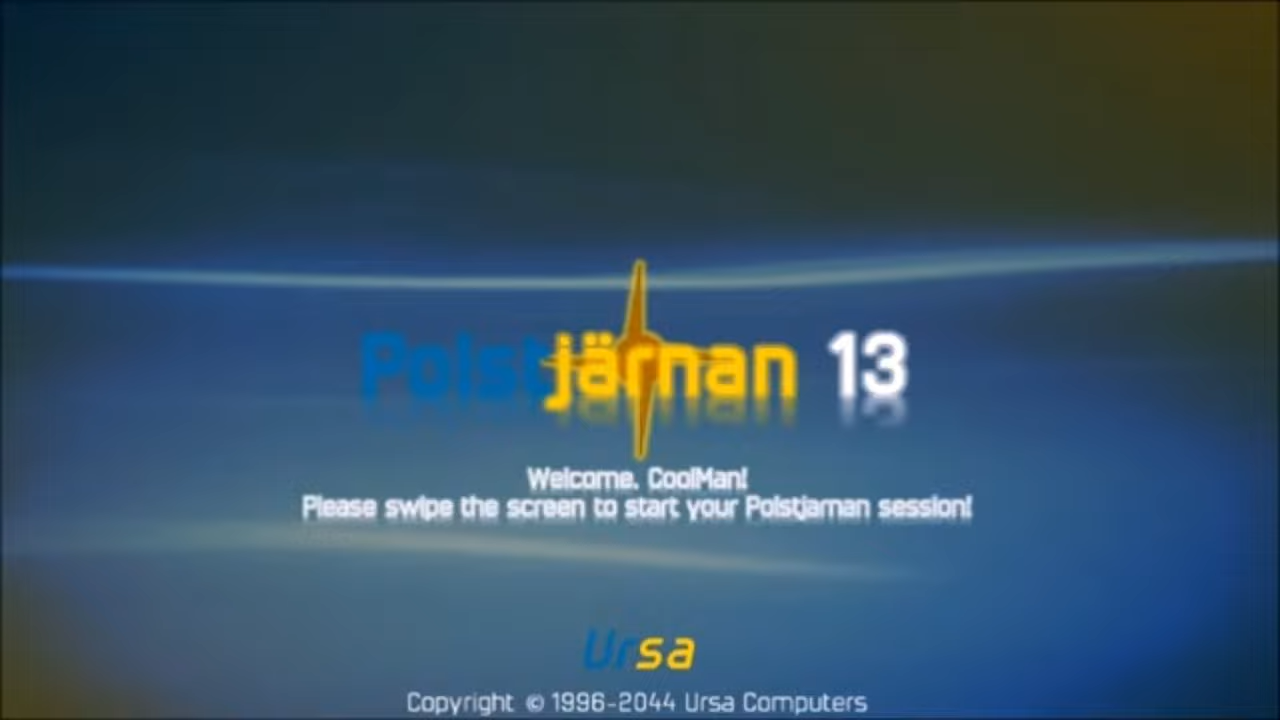 Polstjärnan 13
Welcome, CoolMan!
Please swipe the screen to start your Polstjarnan session!
Ursa
Copyright © 1996-2044 Ursa Computers